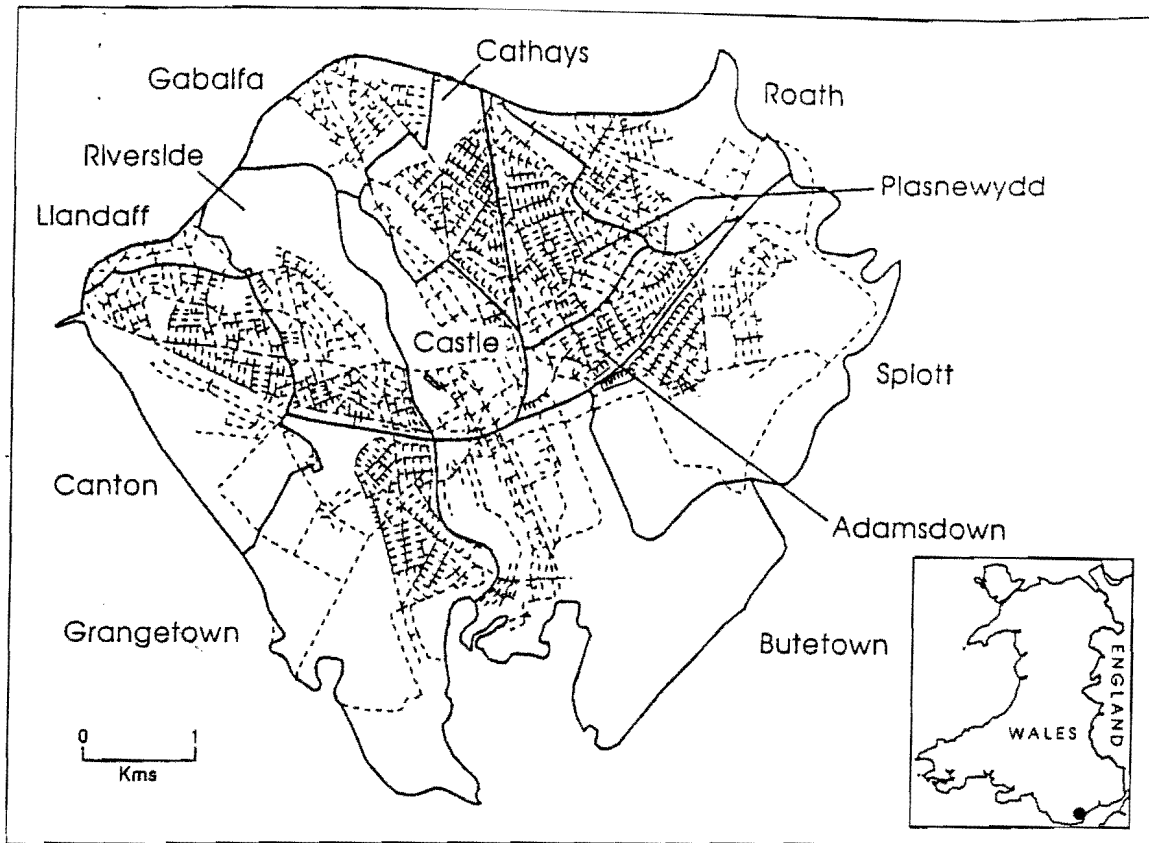 Cathays
Gabalfa
Roath
Riverside
Plasnewydd
Llandaff
Castle
Splott
Canton
Adamsdown
Grangetown
Butetown
ENGLAND
WALES
0 1
Kms